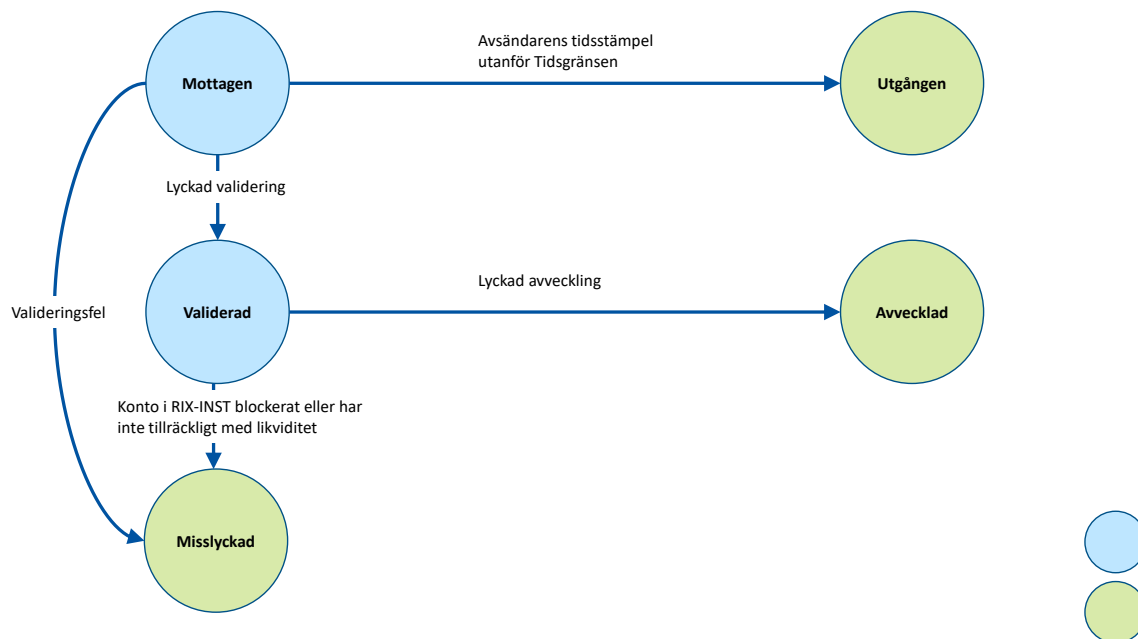 Avsändarens tidsstämpel
utanför Tidsgränsen
Mottagen
Utgången
Lyckad validering
Lyckad avveckling
Valideringsfel
Validerad
Avvecklad
Konto i RIX-INST blockerat eller har
inte tillräckligt med likviditet
Misslyckad